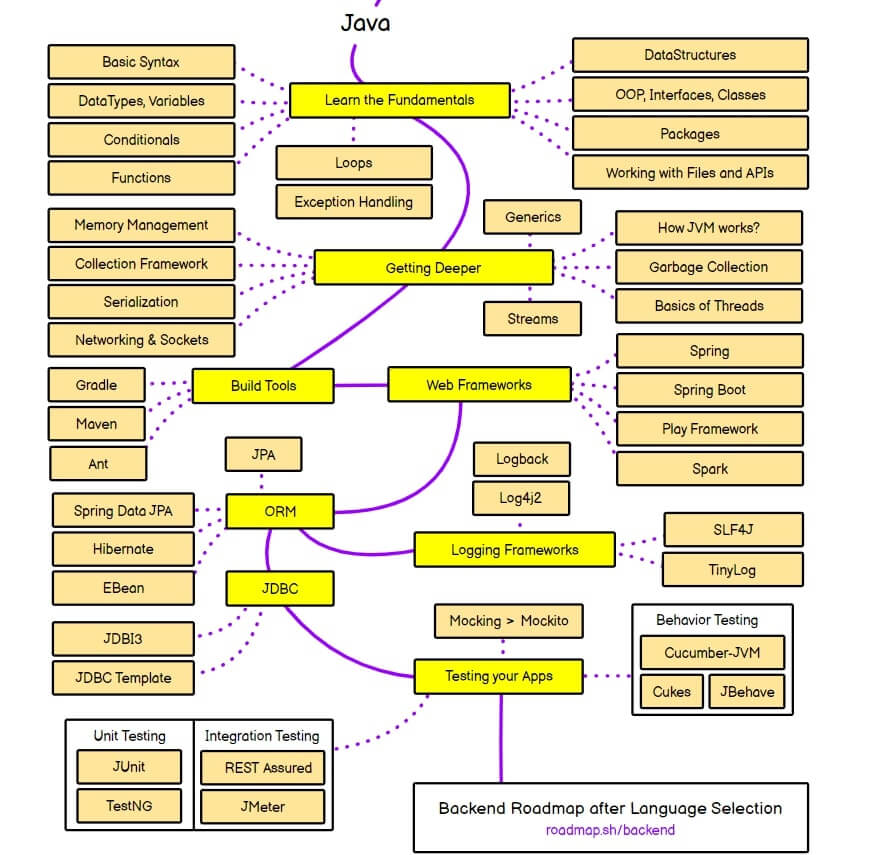 Java
Learn the Fundamentals
Basic Syntax
DataTypes, Variables
Conditionals
Functions
Loops
Exception Handling
DataStructures
OOP, Interfaces, Classes
Packages
Working with Files and APIs
Getting Deeper
Memory Management
Collection Framework
Serialization
Networking & Sockets
Generics
Streams
How JVM works?
Garbage Collection
Basics of Threads
Build Tools
Gradle
Maven
Ant
Web Frameworks
Spring
Spring Boot
Play Framework
Spark
ORM
JPA
Spring Data JPA
Hibernate
EBean
Logging Frameworks
Logback
Log4j2
SLF4J
TinyLog
JDBC
JDBI3
JDBC Template
Testing your Apps
Mocking > Mockito
Behavior Testing
Cucumber-JVM
Cukes
JBehave
Unit Testing
JUnit
TestNG
Integration Testing
REST Assured
JMeter
Backend Roadmap after Language Selection
roadmap.sh/backend